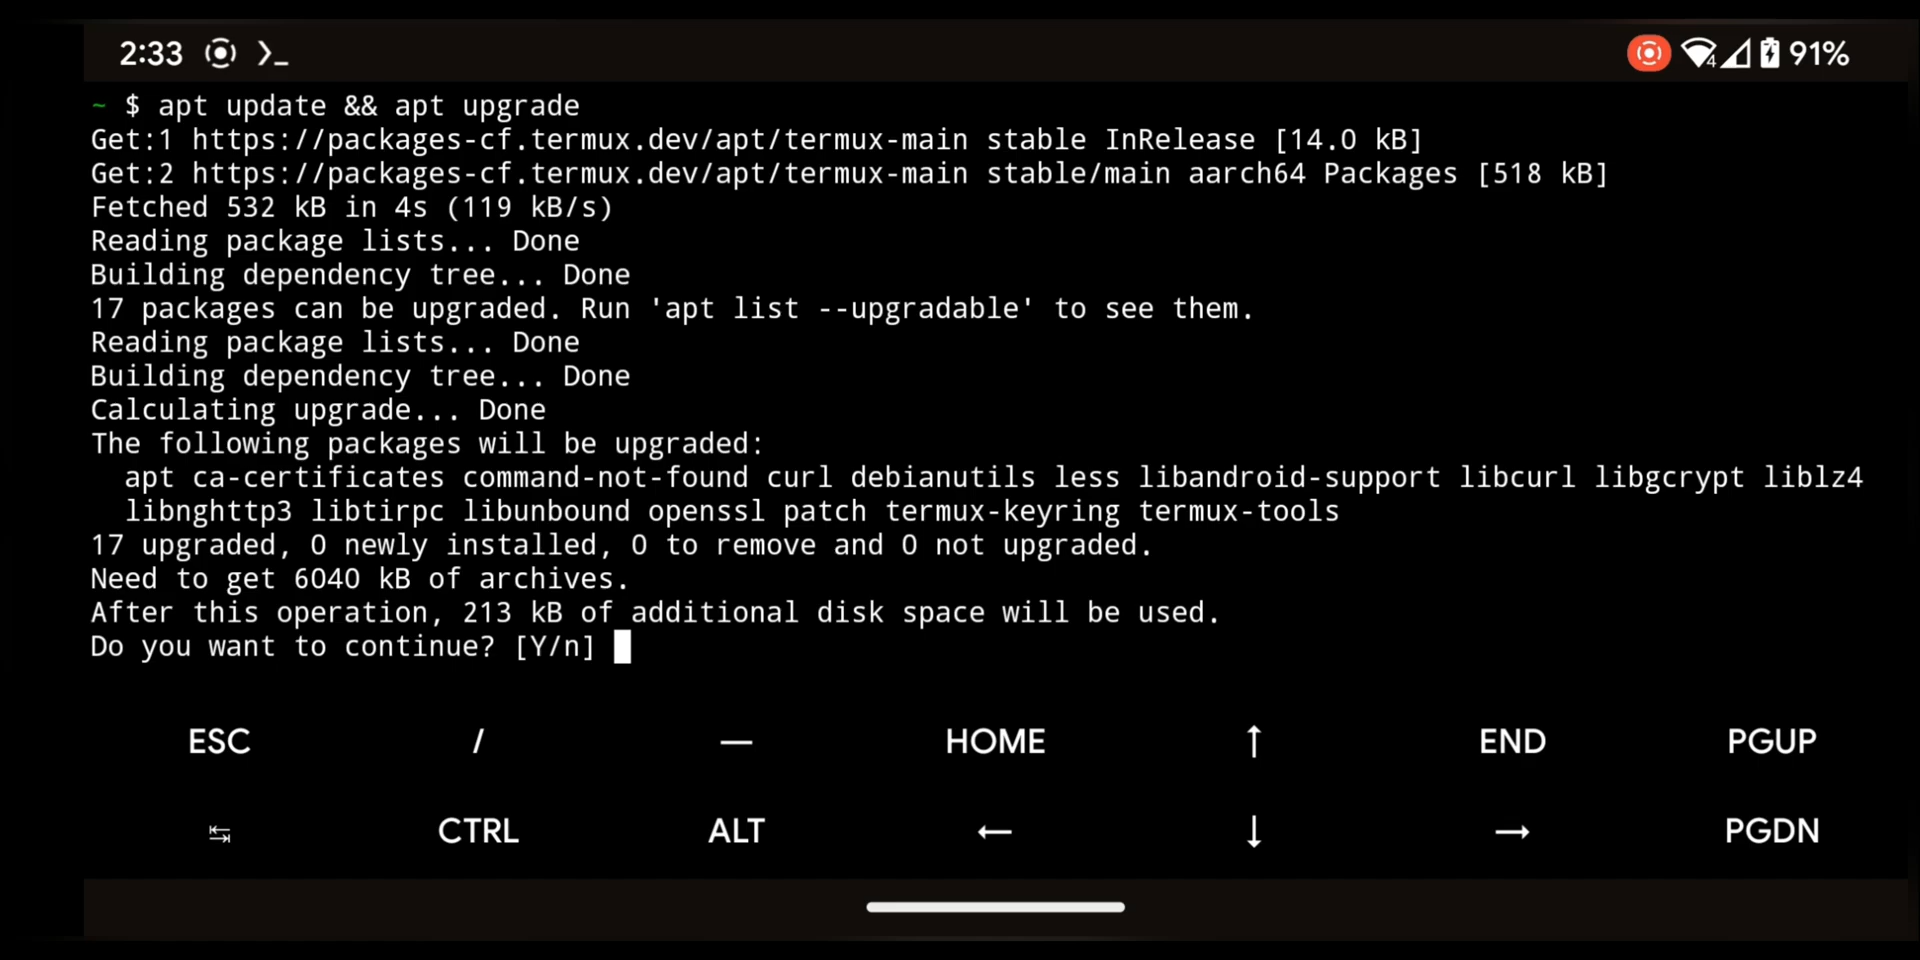 2:33 91%
~ $ apt update && apt upgrade
Get:1 https://packages-cf.termux.dev/apt/termux-main stable InRelease [14.0 kB]
Get:2 https://packages-cf.termux.dev/apt/termux-main stable/main aarch64 Packages [518 kB]
Fetched 532 kB in 4s (119 kB/s)
Reading package lists... Done
Building dependency tree... Done
17 packages can be upgraded. Run 'apt list --upgradable' to see them.
Reading package lists... Done
Building dependency tree... Done
Calculating upgrade... Done
The following packages will be upgraded:
  apt ca-certificates command-not-found curl debianutils less libandroid-support libcurl libgcrypt liblz4
  libnghttp3 libtirpc libunbound openssl patch termux-keyring termux-tools
17 upgraded, 0 newly installed, 0 to remove and 0 not upgraded.
Need to get 6040 kB of archives.
After this operation, 213 kB of additional disk space will be used.
Do you want to continue? [Y/n]
ESC / — HOME ↑ END PGUP
↹ CTRL ALT ← ↓ → PGDN